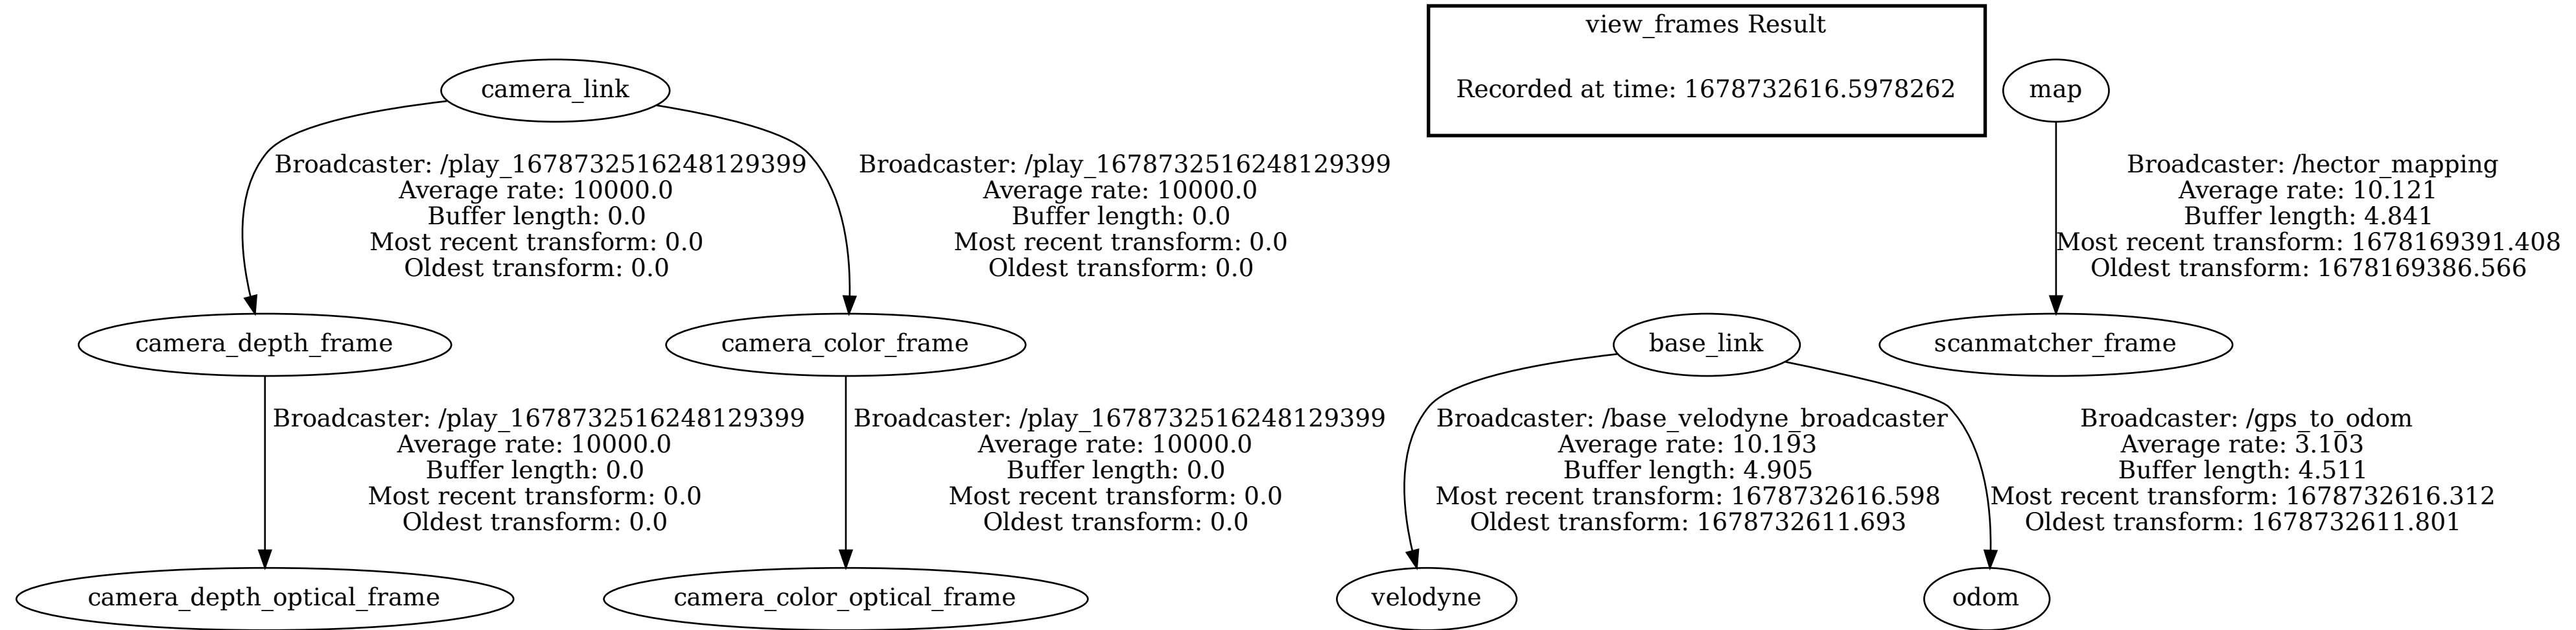 view_frames Result
Recorded at time: 1678732616.5978262
camera_link
map
Broadcaster: /play_1678732516248129399
Average rate: 10000.0
Buffer length: 0.0
Most recent transform: 0.0
Oldest transform: 0.0
Broadcaster: /play_1678732516248129399
Average rate: 10000.0
Buffer length: 0.0
Most recent transform: 0.0
Oldest transform: 0.0
Broadcaster: /hector_mapping
Average rate: 10.121
Buffer length: 4.841
Most recent transform: 1678169391.408
Oldest transform: 1678169386.566
camera_depth_frame
camera_color_frame
base_link
scanmatcher_frame
Broadcaster: /play_1678732516248129399
Average rate: 10000.0
Buffer length: 0.0
Most recent transform: 0.0
Oldest transform: 0.0
Broadcaster: /play_1678732516248129399
Average rate: 10000.0
Buffer length: 0.0
Most recent transform: 0.0
Oldest transform: 0.0
Broadcaster: /base_velodyne_broadcaster
Average rate: 10.193
Buffer length: 4.905
Most recent transform: 1678732616.598
Oldest transform: 1678732611.693
Broadcaster: /gps_to_odom
Average rate: 3.103
Buffer length: 4.511
Most recent transform: 1678732616.312
Oldest transform: 1678732611.801
camera_depth_optical_frame
camera_color_optical_frame
velodyne
odom